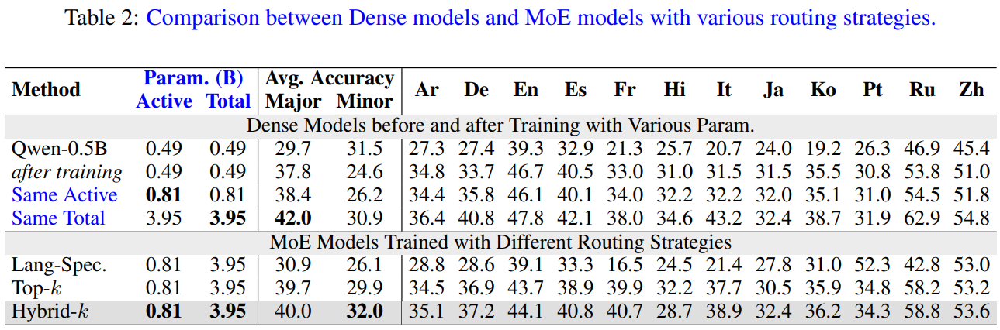 Table 2: Comparison between Dense models and MoE models with various routing strategies.
Method Param. (B) Avg. Accuracy Ar De En Es Fr Hi It Ja Ko Pt Ru Zh
Active Total Major Minor
Dense Models before and after Training with Various Param.
Qwen-0.5B 0.49 0.49 29.7 31.5 27.3 27.4 39.3 32.9 21.3 25.7 20.7 24.0 19.2 26.3 46.9 45.4
after training 0.49 0.49 37.8 24.6 34.8 33.7 46.7 40.5 33.0 31.0 31.5 31.5 35.5 30.8 53.8 51.0
Same Active 0.81 0.81 38.4 26.2 34.4 35.8 46.1 40.1 34.0 32.2 32.2 32.0 35.1 31.0 54.5 51.8
Same Total 3.95 3.95 42.0 30.9 36.4 40.8 47.8 42.1 38.0 34.6 43.2 32.4 38.7 31.9 62.9 54.8
MoE Models Trained with Different Routing Strategies
Lang-Spec. 0.81 3.95 30.9 26.1 28.8 28.6 39.1 33.3 16.5 24.5 21.4 27.8 31.0 52.3 42.8 53.0
Top-k 0.81 3.95 39.7 29.9 34.5 36.9 43.7 38.9 39.9 32.2 37.7 30.5 35.9 34.8 58.2 53.2
Hybrid-k 0.81 3.95 40.0 32.0 35.1 37.2 44.1 40.8 40.7 28.7 38.9 32.4 36.2 34.3 58.8 53.6